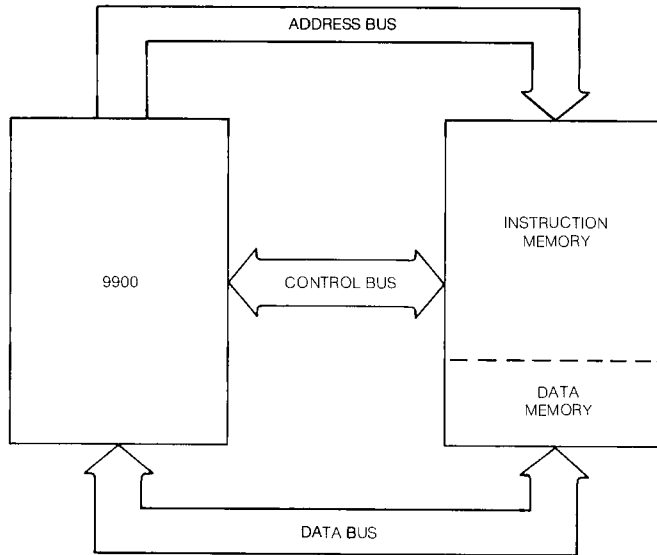 ADDRESS BUS
INSTRUCTION
MEMORY
9900
CONTROL BUS
DATA
MEMORY
DATA BUS